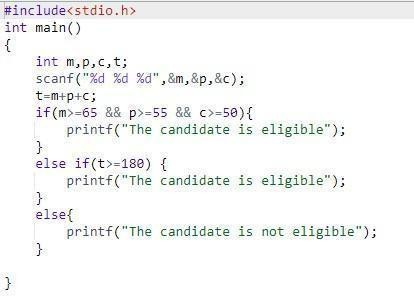 #include<stdio.h>
int main()
{
    int m,p,c,t;
    scanf("%d %d %d",&m,&p,&c);
    t=m+p+c;
    if(m>=65 && p>=55 && c>=50){
        printf("The candidate is eligible");
    }
    else if(t>=180) {
        printf("The candidate is eligible");
    }
    else{
        printf("The candidate is not eligible");
    }
}